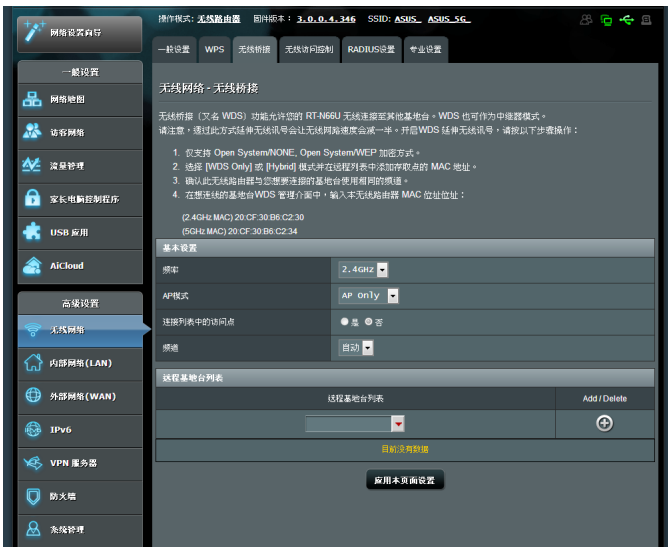 操作模式: 无线路由器 固件版本: 3.0.0.4.346 SSID: ASUS_ ASUS_5G_
网络设置向导
一般设置 WPS 无线桥接 无线访问控制 RADIUS设置 专业设置
一般设置
网络地图
访客网络
流量管理
家长电脑控制程序
USB 应用
AiCloud
高级设置
无线网络
内部网络(LAN)
外部网络(WAN)
IPv6
VPN 服务器
防火墙
系统管理
无线网络 - 无线桥接
无线桥接（又名 WDS）功能允许您的 RT-N66U 无线连接至其他基地台。WDS 也可作为中继器模式。
请注意，透过此方式延伸无线讯号会让无线网路速度会减一半。开启WDS 延伸无线讯号，请按以下步骤操作：
1. 仅支持 Open System/NONE, Open System/WEP 加密方式。
2. 选择 [WDS Only] 或 [Hybrid] 模式并在远程列表中添加存取点的 MAC 地址。
3. 确认此无线路由器与您想要连接的基地台使用相同的频道。
4. 在想连线的基地台WDS 管理介面中，输入本无线路由器 MAC 位址位址：
(2.4GHz MAC) 20:CF:30:B6:C2:30
(5GHz MAC) 20:CF:30:B6:C2:34
基本设置
频率 2.4GHz
AP模式 AP Only
连接列表中的访问点 是 否
频道 自动
远程基地台列表
远程基地台列表 Add / Delete
目前没有数据
应用本页面设置